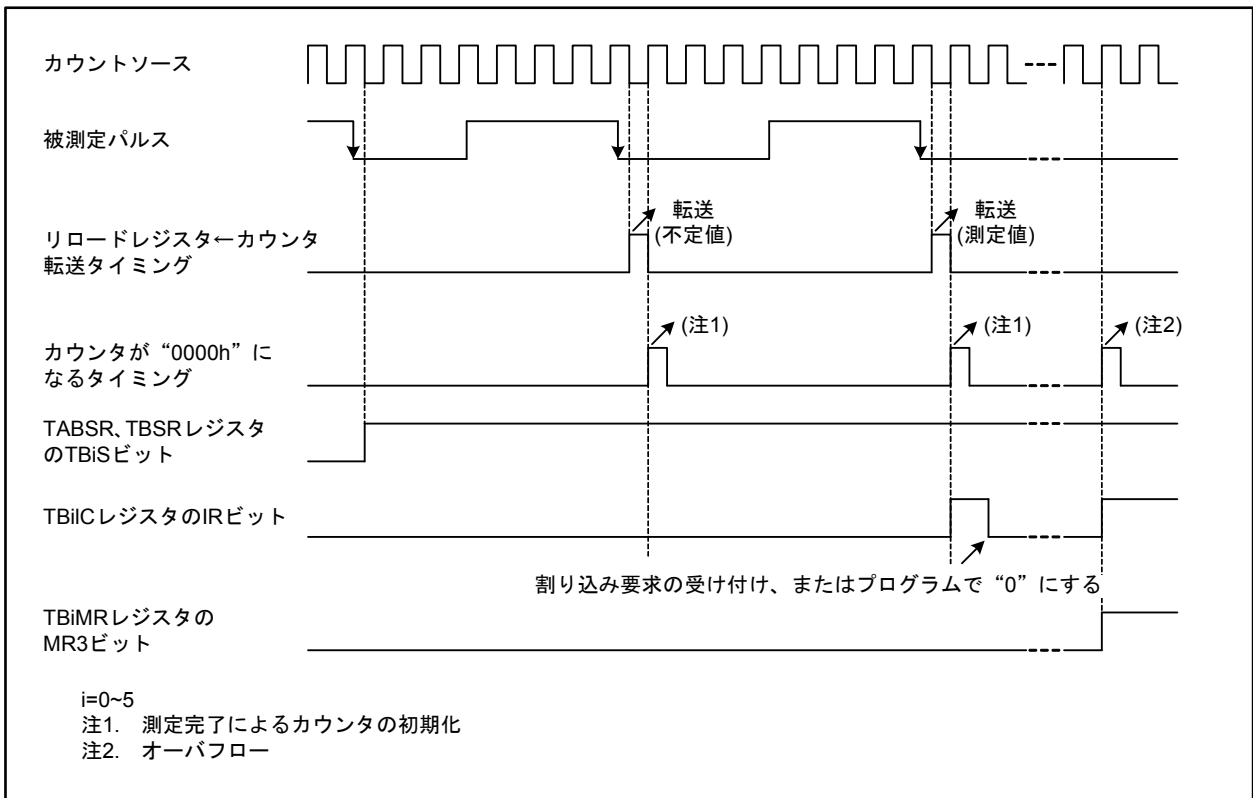 カウントソース
被測定パルス
転送
(不定値)
転送
(測定値)
リロードレジスタ←カウンタ
転送タイミング
(注1)
(注1)
(注2)
カウンタが“0000h”に
なるタイミング
TABSR、TBSRレジスタ
のTBiSビット
TBiICレジスタのIRビット
割り込み要求の受け付け、またはプログラムで“0”にする
TBiMRレジスタの
MR3ビット
i=0~5
注1. 測定完了によるカウンタの初期化
注2. オーバフロー